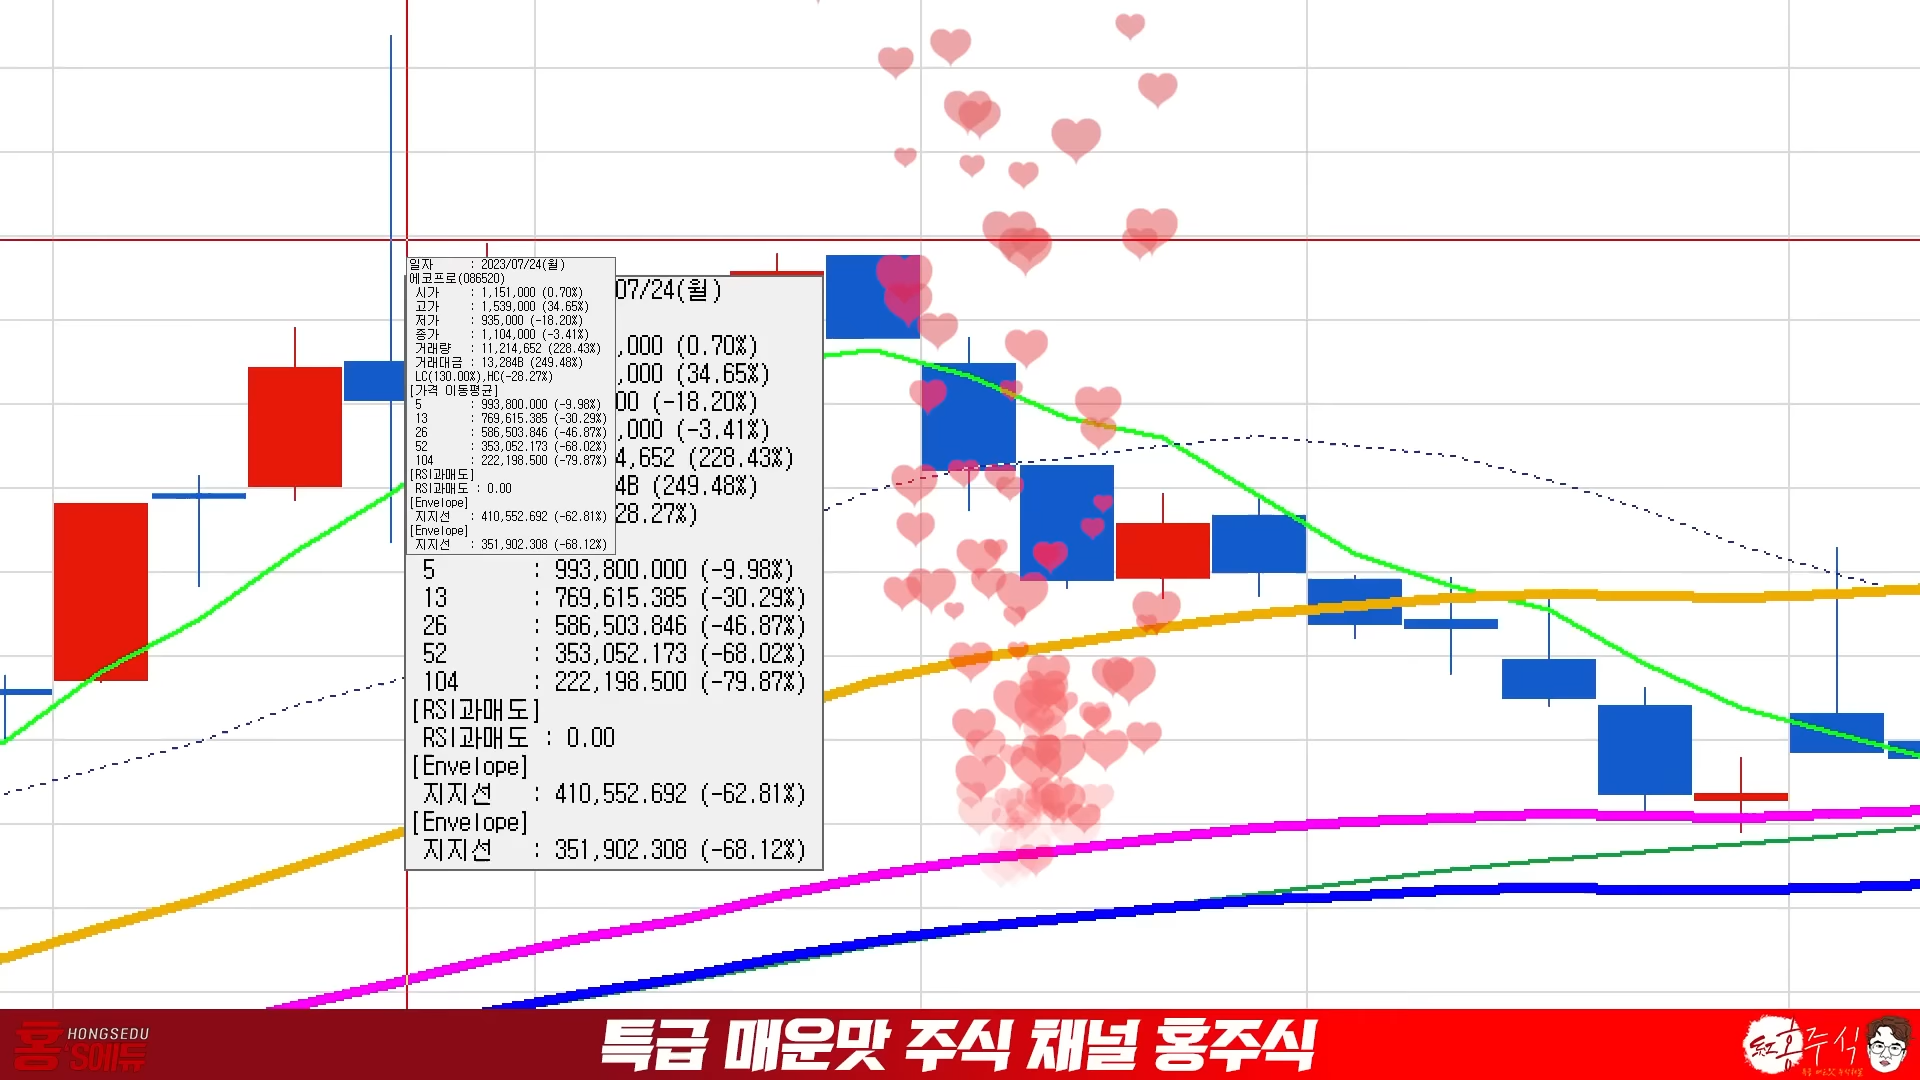 일자 : 2023/07/24(월)
에코프로(086520)
시가 : 1,151,000 (0.70%)
고가 : 1,539,000 (34.65%)
저가 : 935,000 (-18.20%)
종가 : 1,104,000 (-3.41%)
거래량 : 11,214,652 (228.43%)
거래대금 : 13,284B (249.48%)
LC(130.00%),HC(-28.27%)
[가격 이동평균]
5 : 993,800.000 (-9.98%)
13 : 769,615.385 (-30.29%)
26 : 586,503.846 (-46.87%)
52 : 353,052.173 (-68.02%)
104 : 222,198.500 (-79.87%)
[RSI과매도]
RSI과매도 : 0.00
[Envelope]
지지선 : 410,552.692 (-62.81%)
[Envelope]
지지선 : 351,902.308 (-68.12%)
07/24(월)
,000 (0.70%)
,000 (34.65%)
00 (-18.20%)
,000 (-3.41%)
4,652 (228.43%)
4B (249.48%)
28.27%)
5 : 993,800.000 (-9.98%)
13 : 769,615.385 (-30.29%)
26 : 586,503.846 (-46.87%)
52 : 353,052.173 (-68.02%)
104 : 222,198.500 (-79.87%)
[RSI과매도]
RSI과매도 : 0.00
[Envelope]
지지선 : 410,552.692 (-62.81%)
[Envelope]
지지선 : 351,902.308 (-68.12%)
홍 HONGSEDU
'S에듀
특급 매운맛 주식 채널 홍주식
홍주식